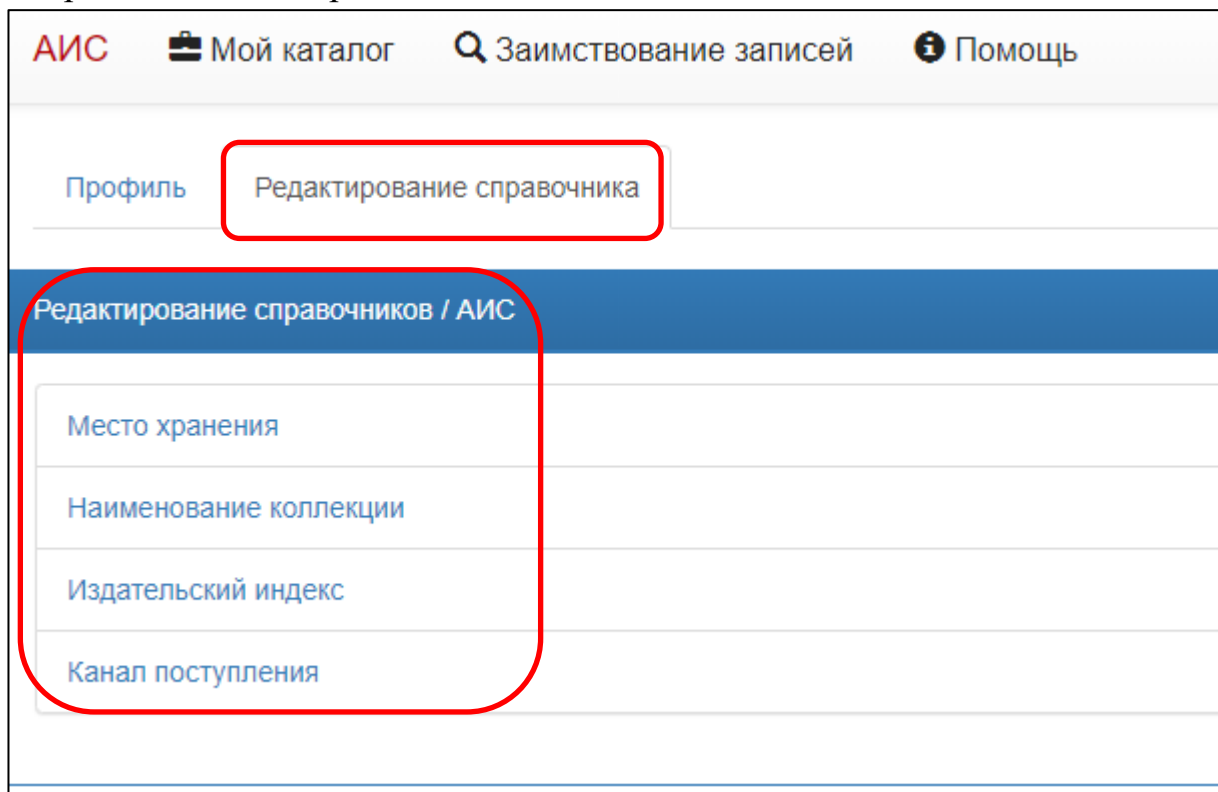 АИС Мой каталог Заимствование записей Помощь
Профиль Редактирование справочника
Редактирование справочников / АИС
Место хранения
Наименование коллекции
Издательский индекс
Канал поступления